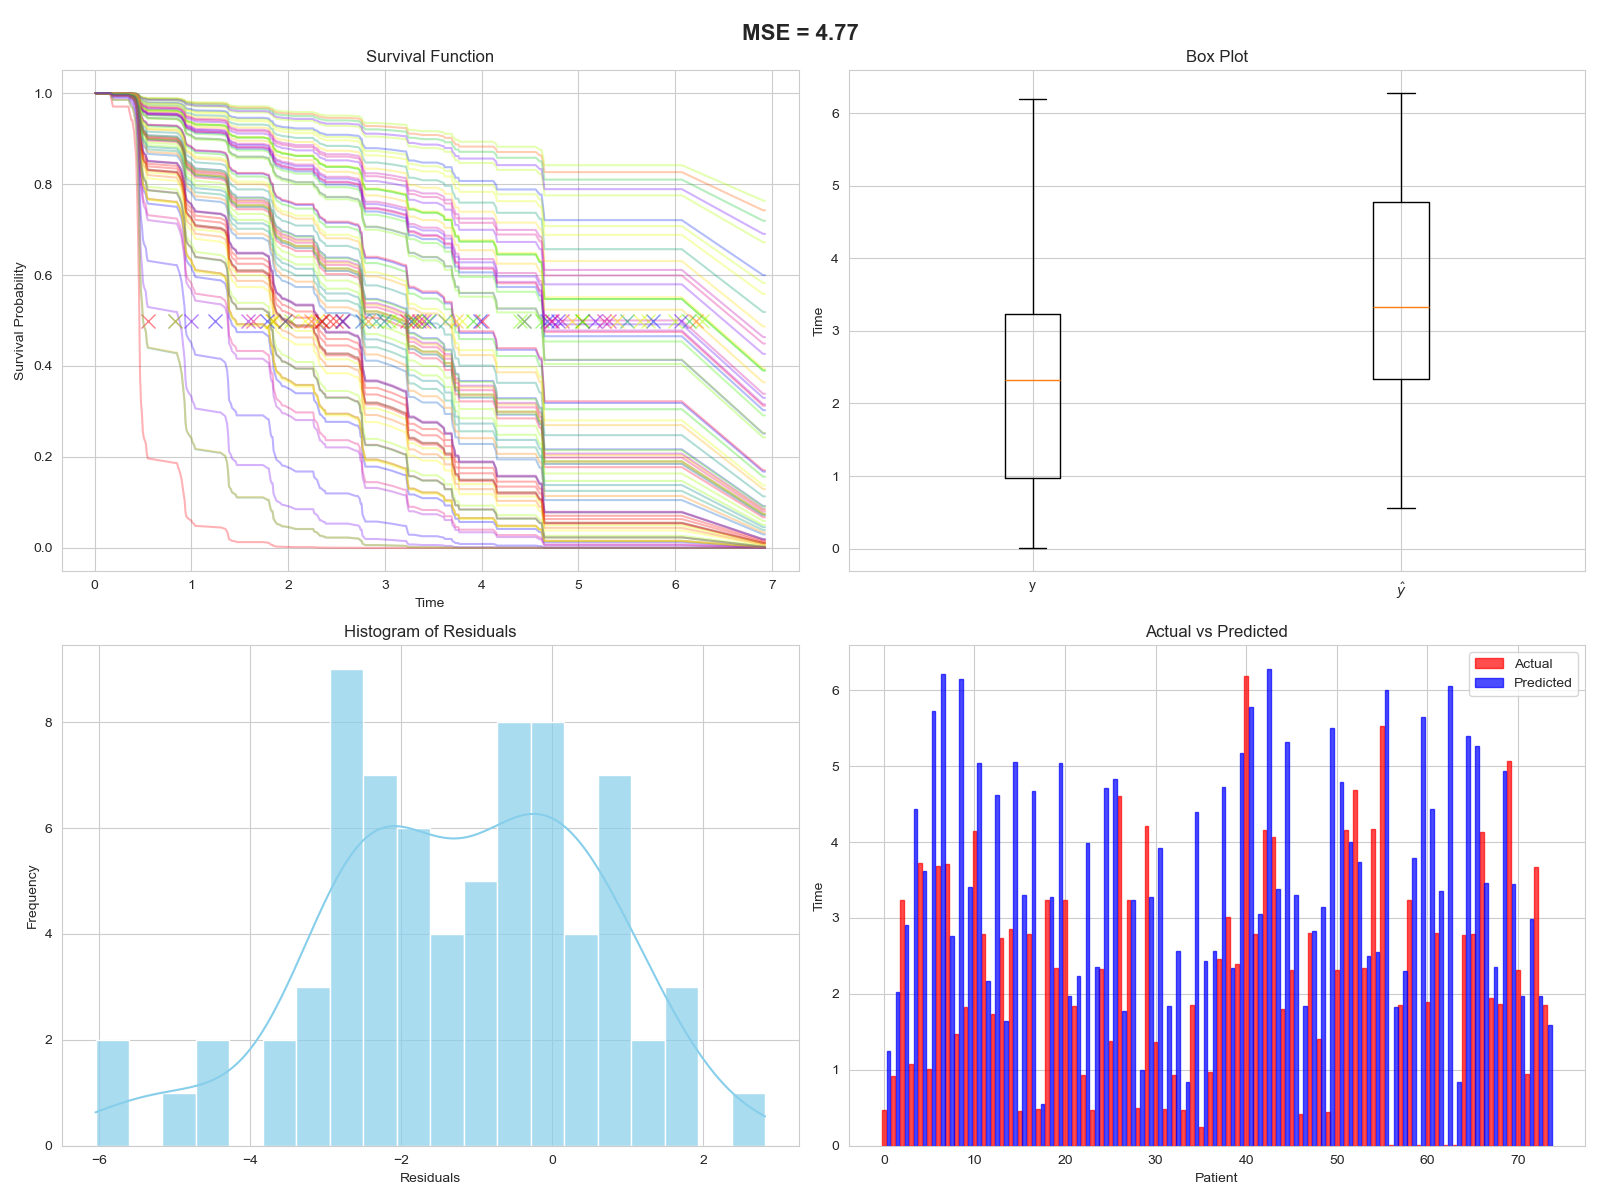 MSE = 4.77
Survival Function
Survival Probability
1.0
0.8
0.6
0.4
0.2
0.0
0 1 2 3 4 5 6 7
Time
Box Plot
Time
6
5
4
3
2
1
0
y ŷ
Histogram of Residuals
Frequency
8
6
4
2
0
−6 −4 −2 0 2
Residuals
Actual vs Predicted
Actual
Predicted
Time
6
5
4
3
2
1
0
0 10 20 30 40 50 60 70
Patient